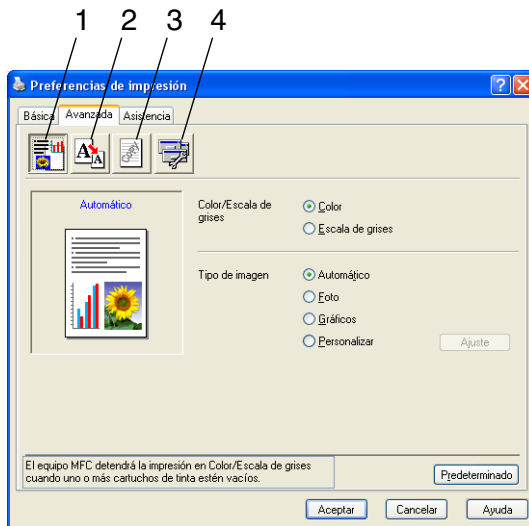 1 2 3 4
Preferencias de impresión
Básica Avanzada Asistencia
Automático
Color/Escala de
grises
Color
Escala de grises
Tipo de imagen
Automático
Foto
Gráficos
Personalizar
Ajuste
El equipo MFC detendrá la impresión en Color/Escala de grises
cuando uno o más cartuchos de tinta estén vacíos.
Predeterminado
Aceptar Cancelar Ayuda